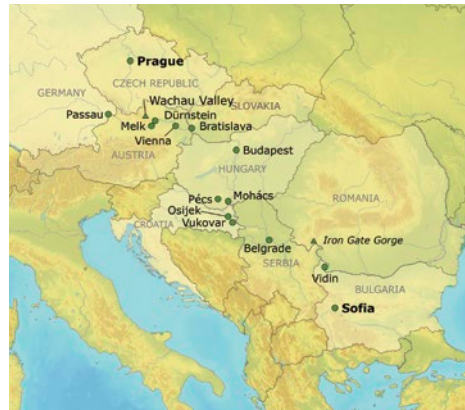 Prague
CZECH REPUBLIC
GERMANY
Wachau Valley
SLOVAKIA
Passau
Dürnstein
Melk
Bratislava
Vienna
Budapest
AUSTRIA
HUNGARY
Pécs
Mohács
ROMANIA
Osijek
CROATIA
Vukovar
Iron Gate Gorge
Belgrade
SERBIA
Vidin
BULGARIA
Sofia